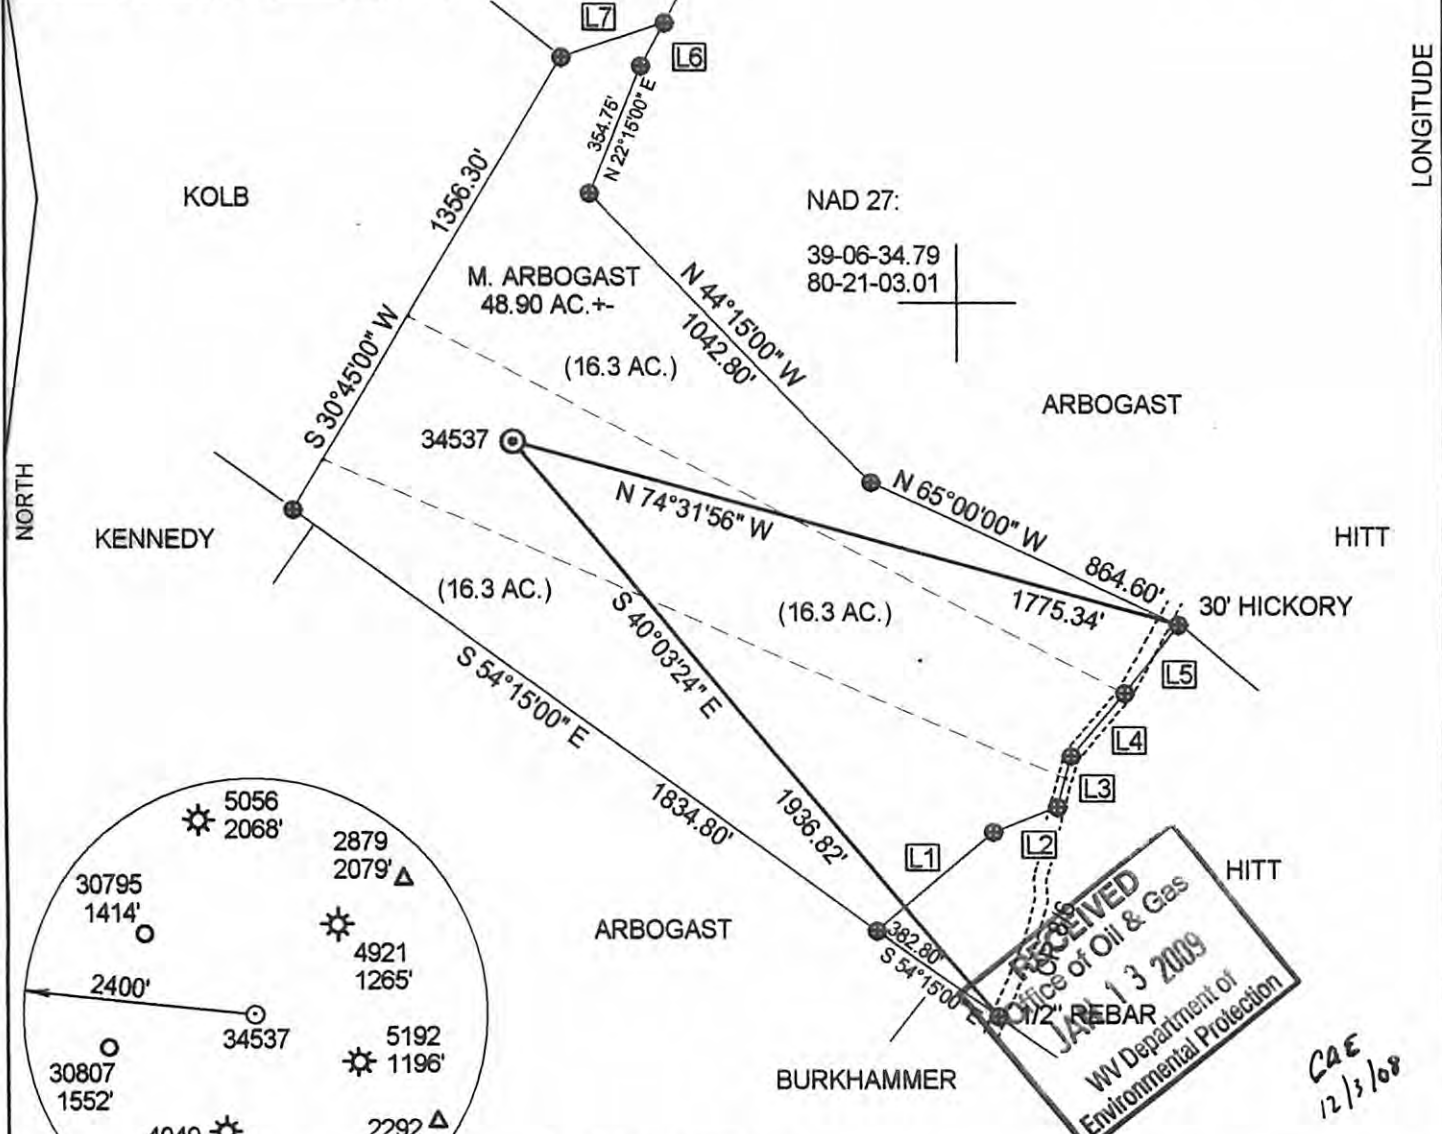 L7
L6
LONGITUDE
354.75'
N 22°15'00" E
1356.30'
KOLB
NAD 27:
39-06-34.79
80-21-03.01
M. ARBOGAST
48.90 AC.+-
N 44°15'00" W
1042.80'
(16.3 AC.)
S 30°45'00" W
ARBOGAST
34537
N 65°00'00" W
864.60'
N 74°31'56" W
1775.34'
NORTH
KENNEDY
HITT
30' HICKORY
(16.3 AC.)
(16.3 AC.)
S 40°03'24" E
1936.82'
S 54°15'00" E
1834.80'
L5
L4
L3
L2
L1
5056
2068'
2879
2079'
30795
1414'
4921
1265'
2400'
34537
5192
1196'
30807
1552'
2292
ARBOGAST
HITT
382.80'
S 54°15'00" E
1/2" REBAR
BURKHAMMER
RECEIVED
Office of Oil & Gas
JAN 13 2009
WV Department of
Environmental Protection
CAE
12/3/08